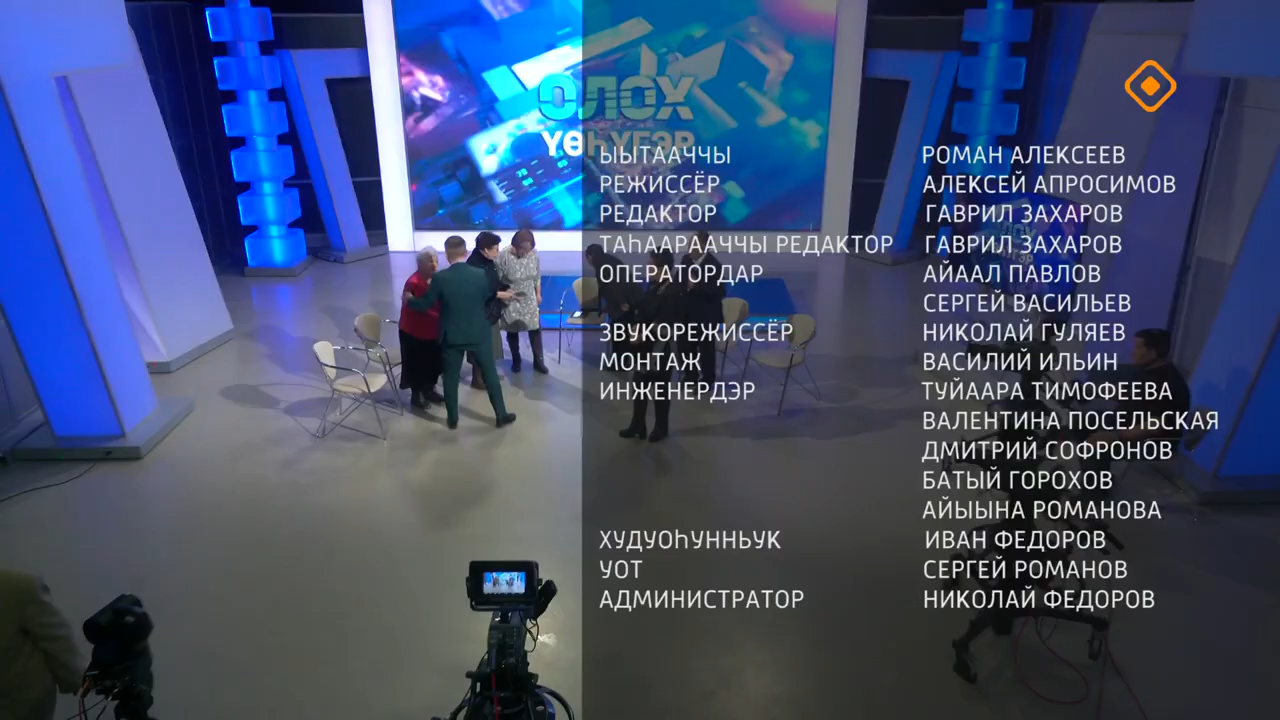 ОЛОХ
ҮӨҺҮГЭР
ЫЫТААЧЧЫ РОМАН АЛЕКСЕЕВ
РЕЖИССЁР АЛЕКСЕЙ АПРОСИМОВ
РЕДАКТОР ГАВРИЛ ЗАХАРОВ
ТАҺААРААЧЧЫ РЕДАКТОР ГАВРИЛ ЗАХАРОВ
ОПЕРАТОРДАР АЙААЛ ПАВЛОВ
СЕРГЕЙ ВАСИЛЬЕВ
ЗВУКОРЕЖИССЁР НИКОЛАЙ ГУЛЯЕВ
МОНТАЖ ВАСИЛИЙ ИЛЬИН
ИНЖЕНЕРДЭР ТУЙААРА ТИМОФЕЕВА
ВАЛЕНТИНА ПОСЕЛЬСКАЯ
ДМИТРИЙ СОФРОНОВ
БАТЫЙ ГОРОХОВ
АЙЫЫНА РОМАНОВА
ХУДУОҺУННЬУК ИВАН ФЕДОРОВ
УОТ СЕРГЕЙ РОМАНОВ
АДМИНИСТРАТОР НИКОЛАЙ ФЕДОРОВ